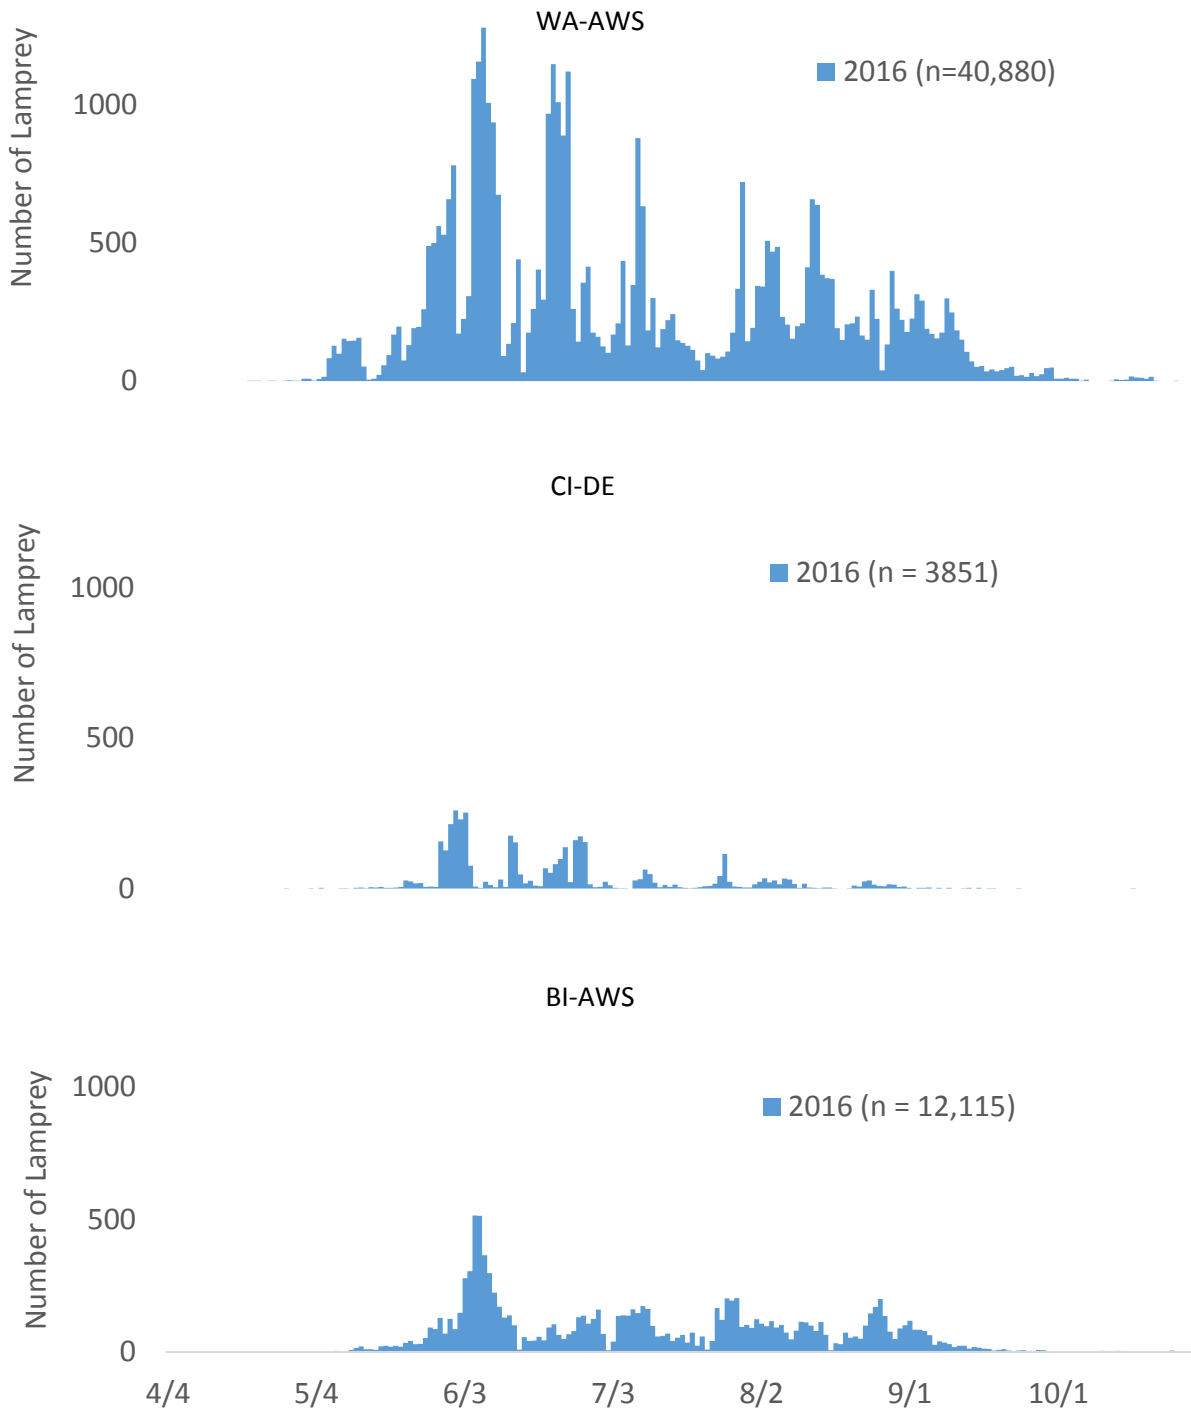 WA-AWS
Number of Lamprey
2016 (n=40,880)
1000
500
0
CI-DE
Number of Lamprey
2016 (n = 3851)
1000
500
0
BI-AWS
Number of Lamprey
2016 (n = 12,115)
1000
500
0
4/4 5/4 6/3 7/3 8/2 9/1 10/1